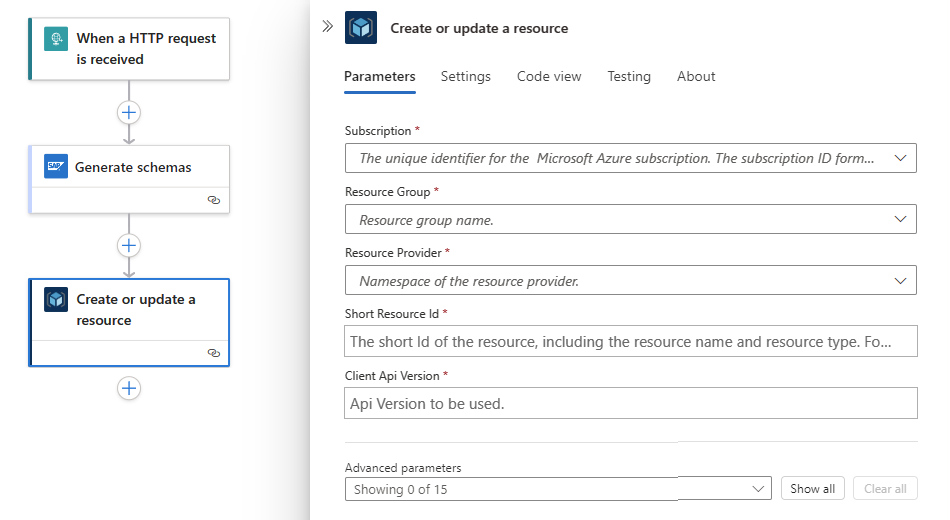 When a HTTP request
is received
SAP
Generate schemas
Create or update a
resource
Create or update a resource
Parameters Settings Code view Testing About
Subscription *
The unique identifier for the Microsoft Azure subscription. The subscription ID form...
Resource Group *
Resource group name.
Resource Provider *
Namespace of the resource provider.
Short Resource Id *
The short Id of the resource, including the resource name and resource type. Fo...
Client Api Version *
Api Version to be used.
Advanced parameters
Showing 0 of 15 Show all Clear all